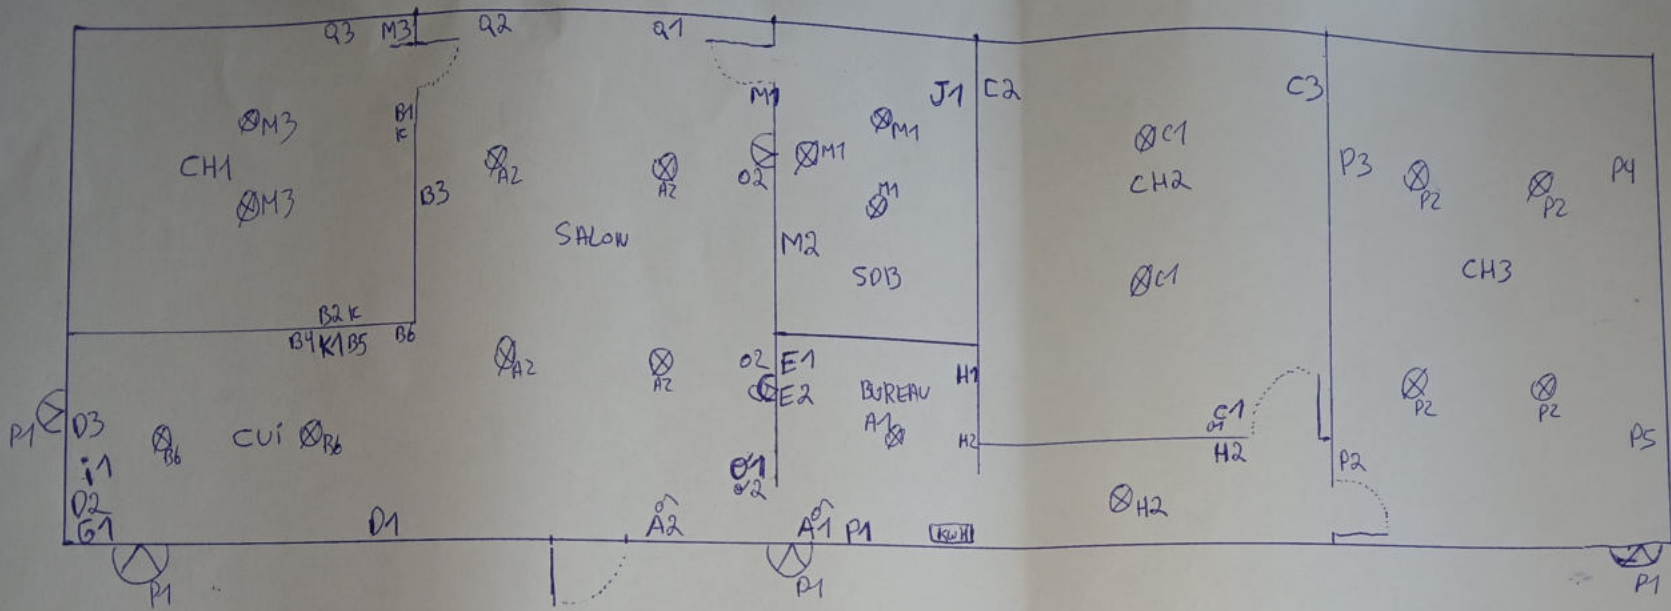 Q3 M3 Q2 Q1
B1 M1 J1 C2 C3
K
M3 M1 M1 C1
CH1 A2 A2 O2 CH2 P3 P2 P2 P4
M3 B3 M1
SALON M2
SDB C1 CH3
B2 K
B4 K1 B5 B6
A2 A2 O2 E1 H1
E2 BUREAU P2 P2
P1 D3 CUi A1 C1
B6 B6 H2 H2 P5
i1 O1 P2
D2 O2 H2
G1 D1 A2 A1 P1 KWH
P1 P1 P1